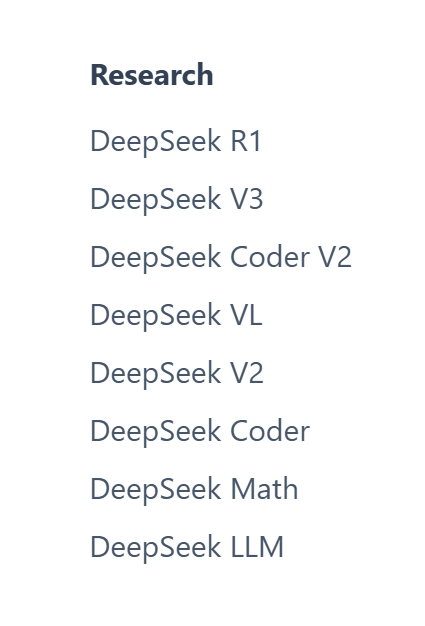 Research
DeepSeek R1
DeepSeek V3
DeepSeek Coder V2
DeepSeek VL
DeepSeek V2
DeepSeek Coder
DeepSeek Math
DeepSeek LLM